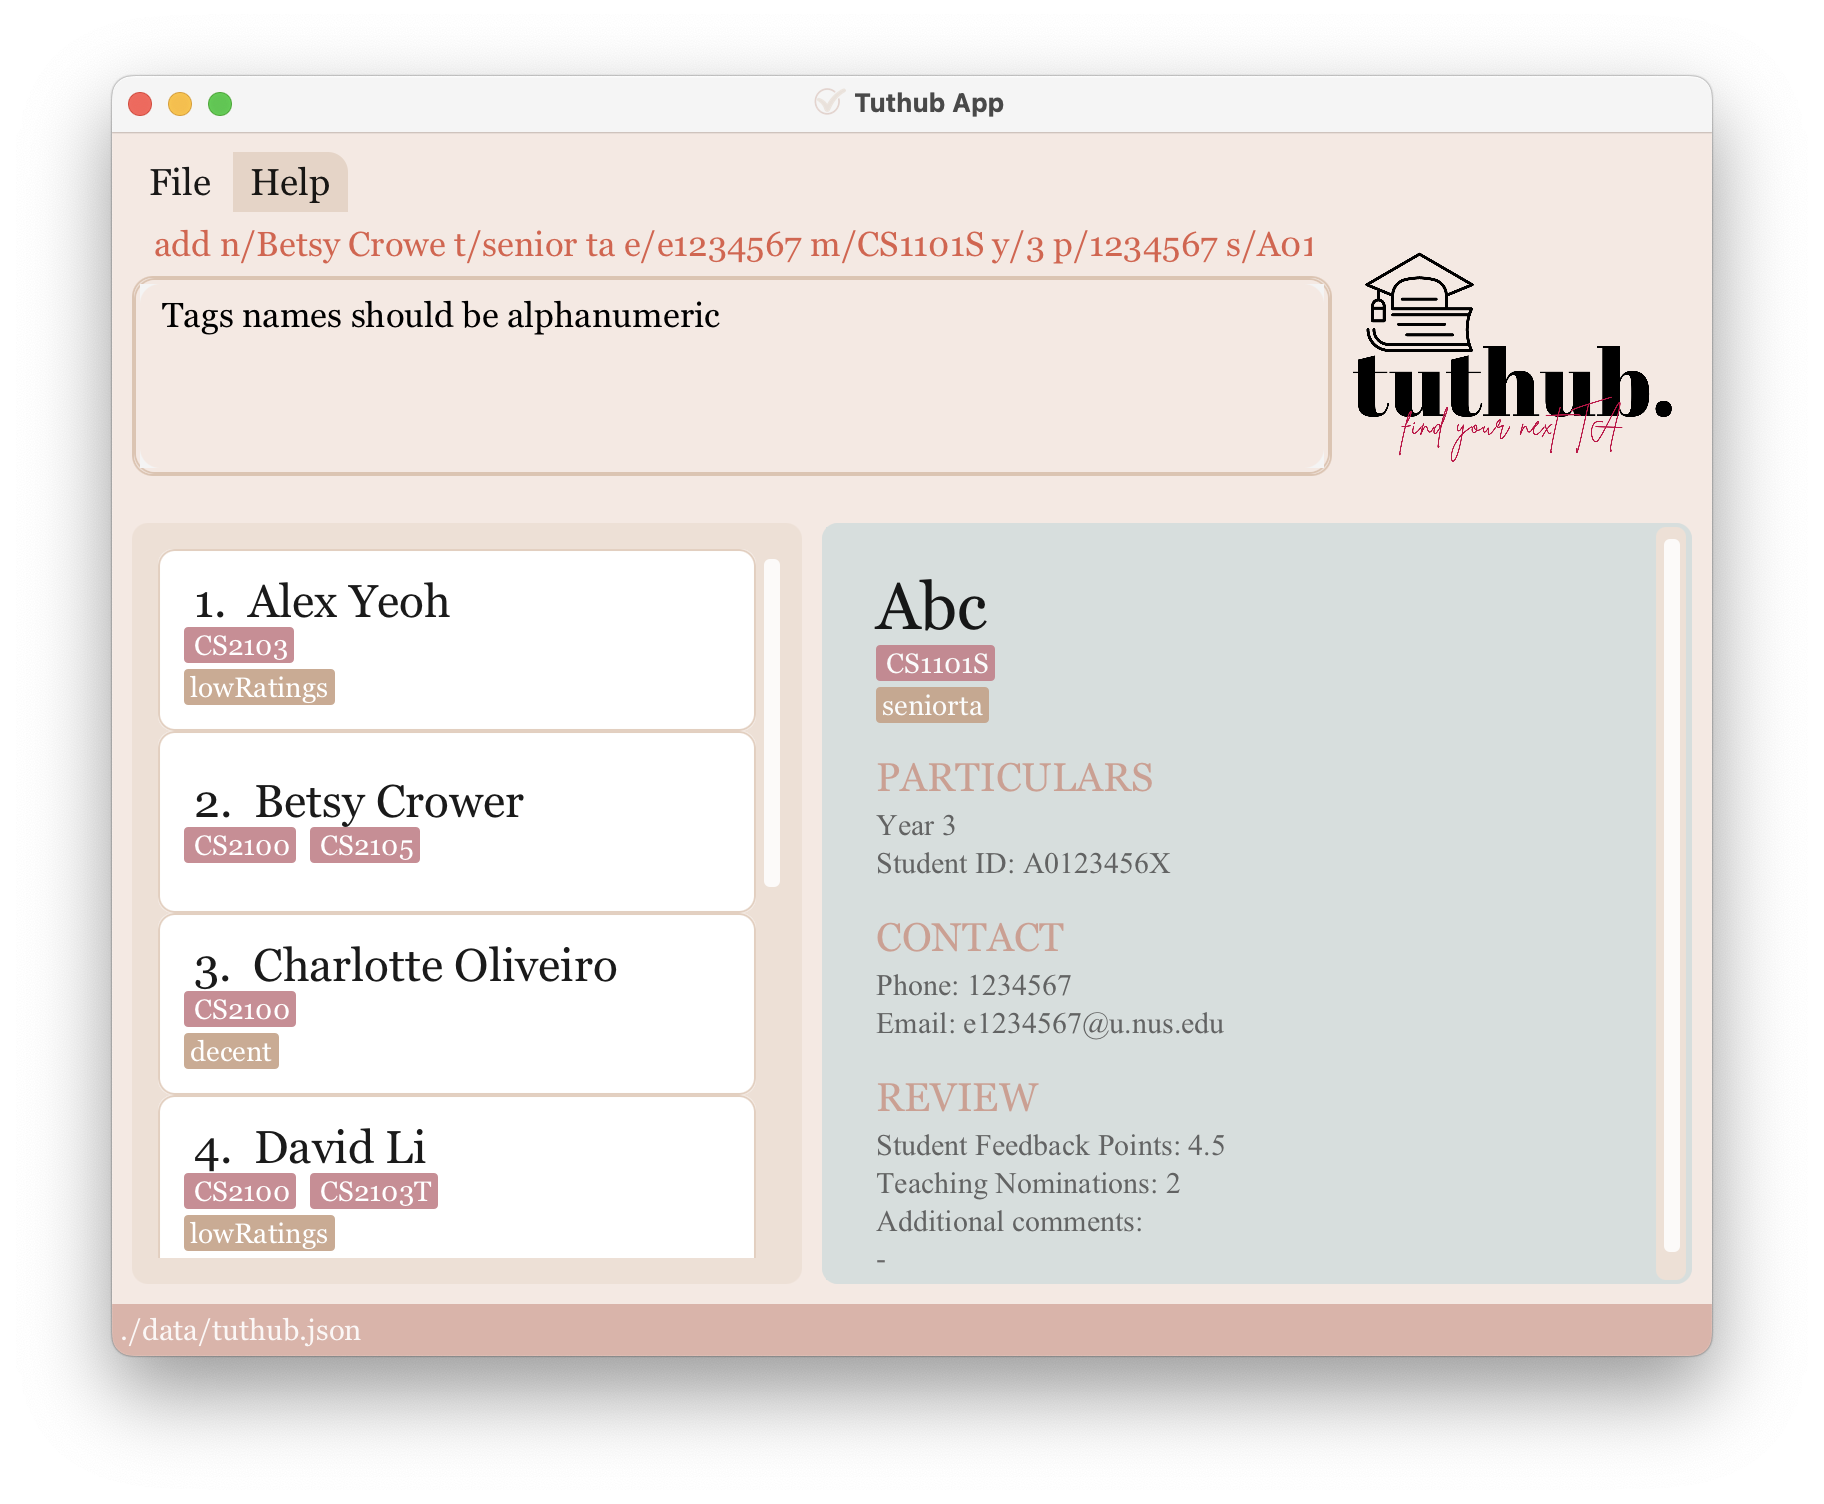 Tuthub App
File Help
add n/Betsy Crowe t/senior ta e/e1234567 m/CS1101S y/3 p/1234567 s/A01
Tags names should be alphanumeric
tuthub.
find your next TA
1. Alex Yeoh
CS2103
lowRatings
2. Betsy Crower
CS2100 CS2105
3. Charlotte Oliveiro
CS2100
decent
4. David Li
CS2100 CS2103T
lowRatings
Abc
CS1101S
seniorta
PARTICULARS
Year 3
Student ID: A0123456X
CONTACT
Phone: 1234567
Email: e1234567@u.nus.edu
REVIEW
Student Feedback Points: 4.5
Teaching Nominations: 2
Additional comments:
-
./data/tuthub.json